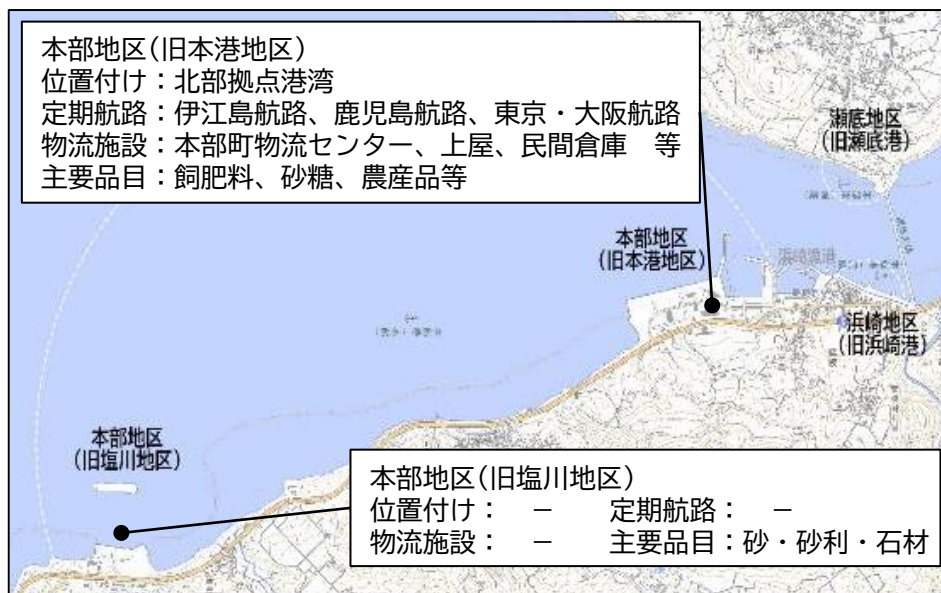 本部地区(旧本港地区)
位置付け：北部拠点港湾
定期航路：伊江島航路、鹿児島航路、東京・大阪航路
物流施設：本部町物流センター、上屋、民間倉庫　等
主要品目：飼肥料、砂糖、農産品等
瀬底地区
(旧瀬底港)
本部地区
(旧本港地区)
浜崎漁港
浜崎地区
(旧浜崎港)
本部地区
(旧塩川地区)
本部地区(旧塩川地区)
位置付け：　－　　定期航路：　－
物流施設：　－　　主要品目：砂・砂利・石材